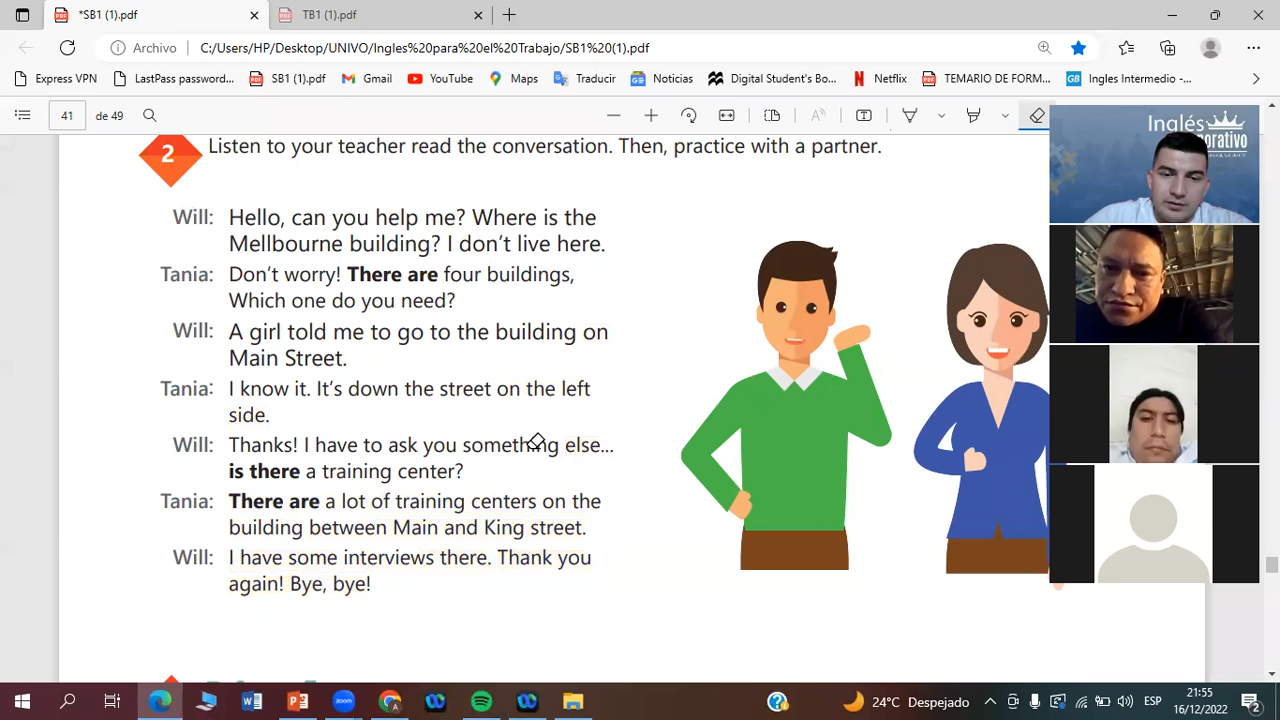 *SB1 (1).pdf
TB1 (1).pdf
Archivo
C:/Users/HP/Desktop/UNIVO/Ingles%20para%20el%20Trabajo/SB1%20(1).pdf
Express VPN
LastPass password...
SB1 (1).pdf
Gmail
YouTube
Maps
Traducir
Noticias
Digital Student's Bo...
Netflix
TEMARIO DE FORM...
Ingles Intermedio -...
41
de 49
2
Listen to your teacher read the conversation. Then, practice with a partner.
Will: Hello, can you help me? Where is the
Mellbourne building? I don't live here.
Tania: Don't worry! There are four buildings,
Which one do you need?
Will: A girl told me to go to the building on
Main Street.
Tania: I know it. It's down the street on the left
side.
Will: Thanks! I have to ask you something else...
is there a training center?
Tania: There are a lot of training centers on the
building between Main and King street.
Will: I have some interviews there. Thank you
again! Bye, bye!
Inglés
24°C Despejado
ESP
21:55
16/12/2022
2